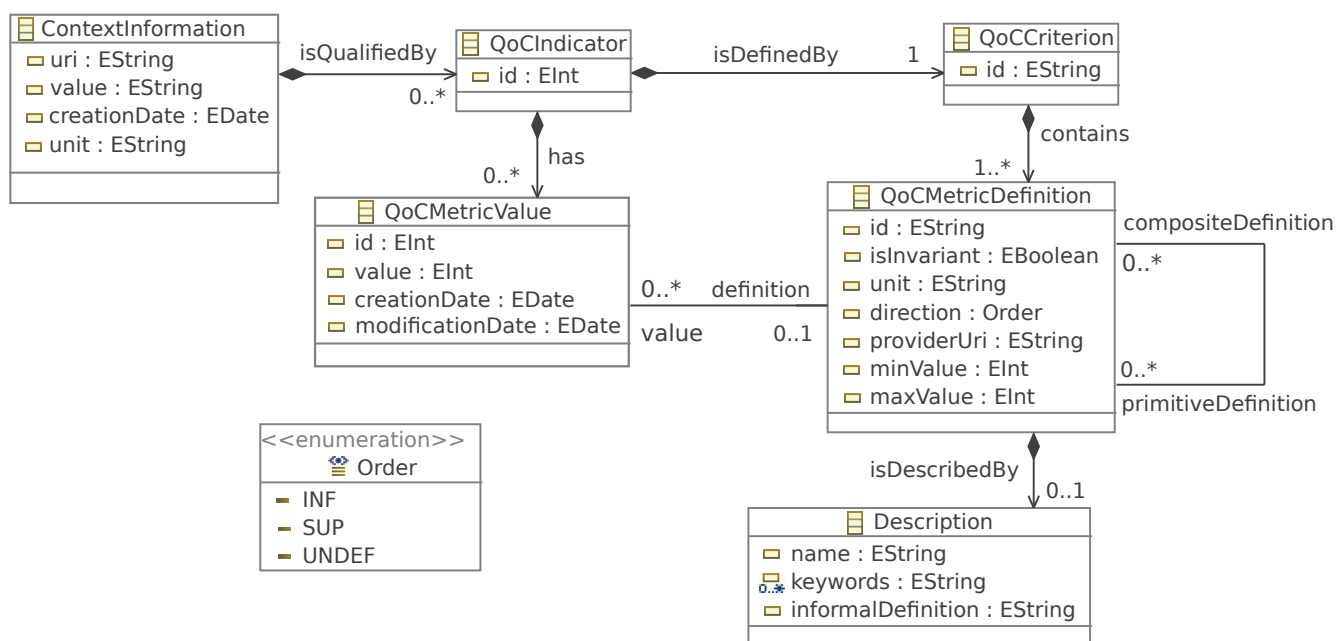 ContextInformation
uri : EString
value : EString
creationDate : EDate
unit : EString
isQualifiedBy
0..*
QoCIndicator
id : EInt
isDefinedBy
1
QoCCriterion
id : EString
has
0..*
contains
1..*
QoCMetricValue
id : EInt
value : EInt
creationDate : EDate
modificationDate : EDate
0..*
definition
value
0..1
QoCMetricDefinition
id : EString
isInvariant : EBoolean
unit : EString
direction : Order
providerUri : EString
minValue : EInt
maxValue : EInt
compositeDefinition
0..*
0..*
primitiveDefinition
<<enumeration>>
Order
INF
SUP
UNDEF
isDescribedBy
0..1
Description
name : EString
0..* keywords : EString
informalDefinition : EString